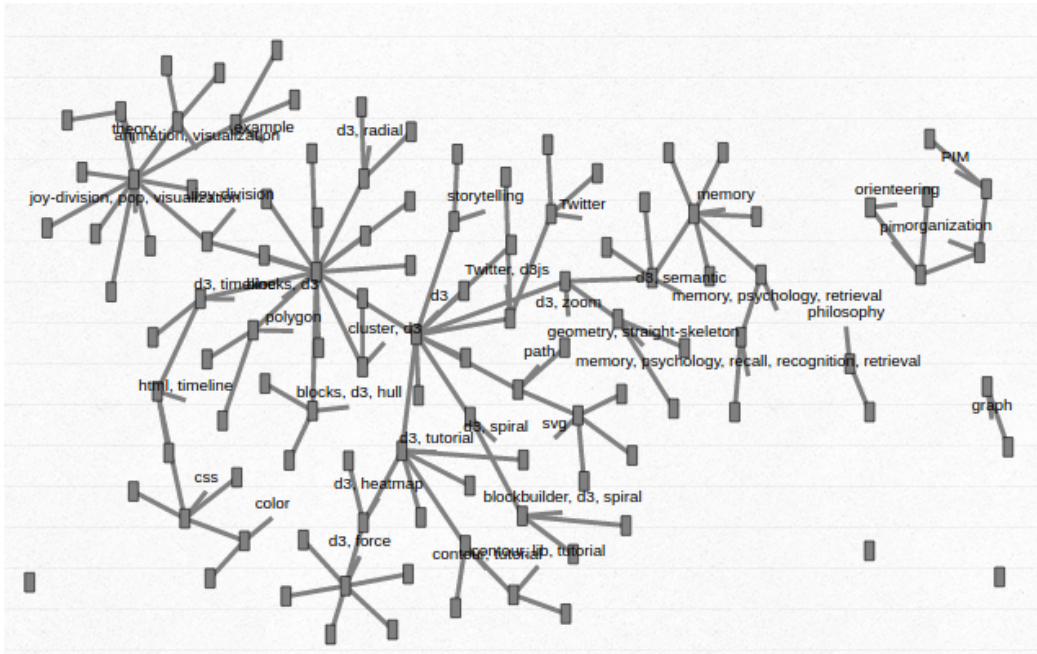 theory
animation, visualization
example
d3, radial
joy-division, pop, visualization
joy-division
storytelling
Twitter
memory
PIM
orienteering
pim
organization
d3, timeline
blocks, d3
Twitter, d3js
d3
d3, zoom
d3, semantic
memory, psychology, retrieval
philosophy
polygon
cluster, d3
geometry, straight-skeleton
path
memory, psychology, recall, recognition, retrieval
html, timeline
blocks, d3, hull
graph
d3, tutorial
d3, spiral
svg
css
d3, heatmap
blockbuilder, d3, spiral
color
d3, force
contour, tutorial
contour, lib, tutorial